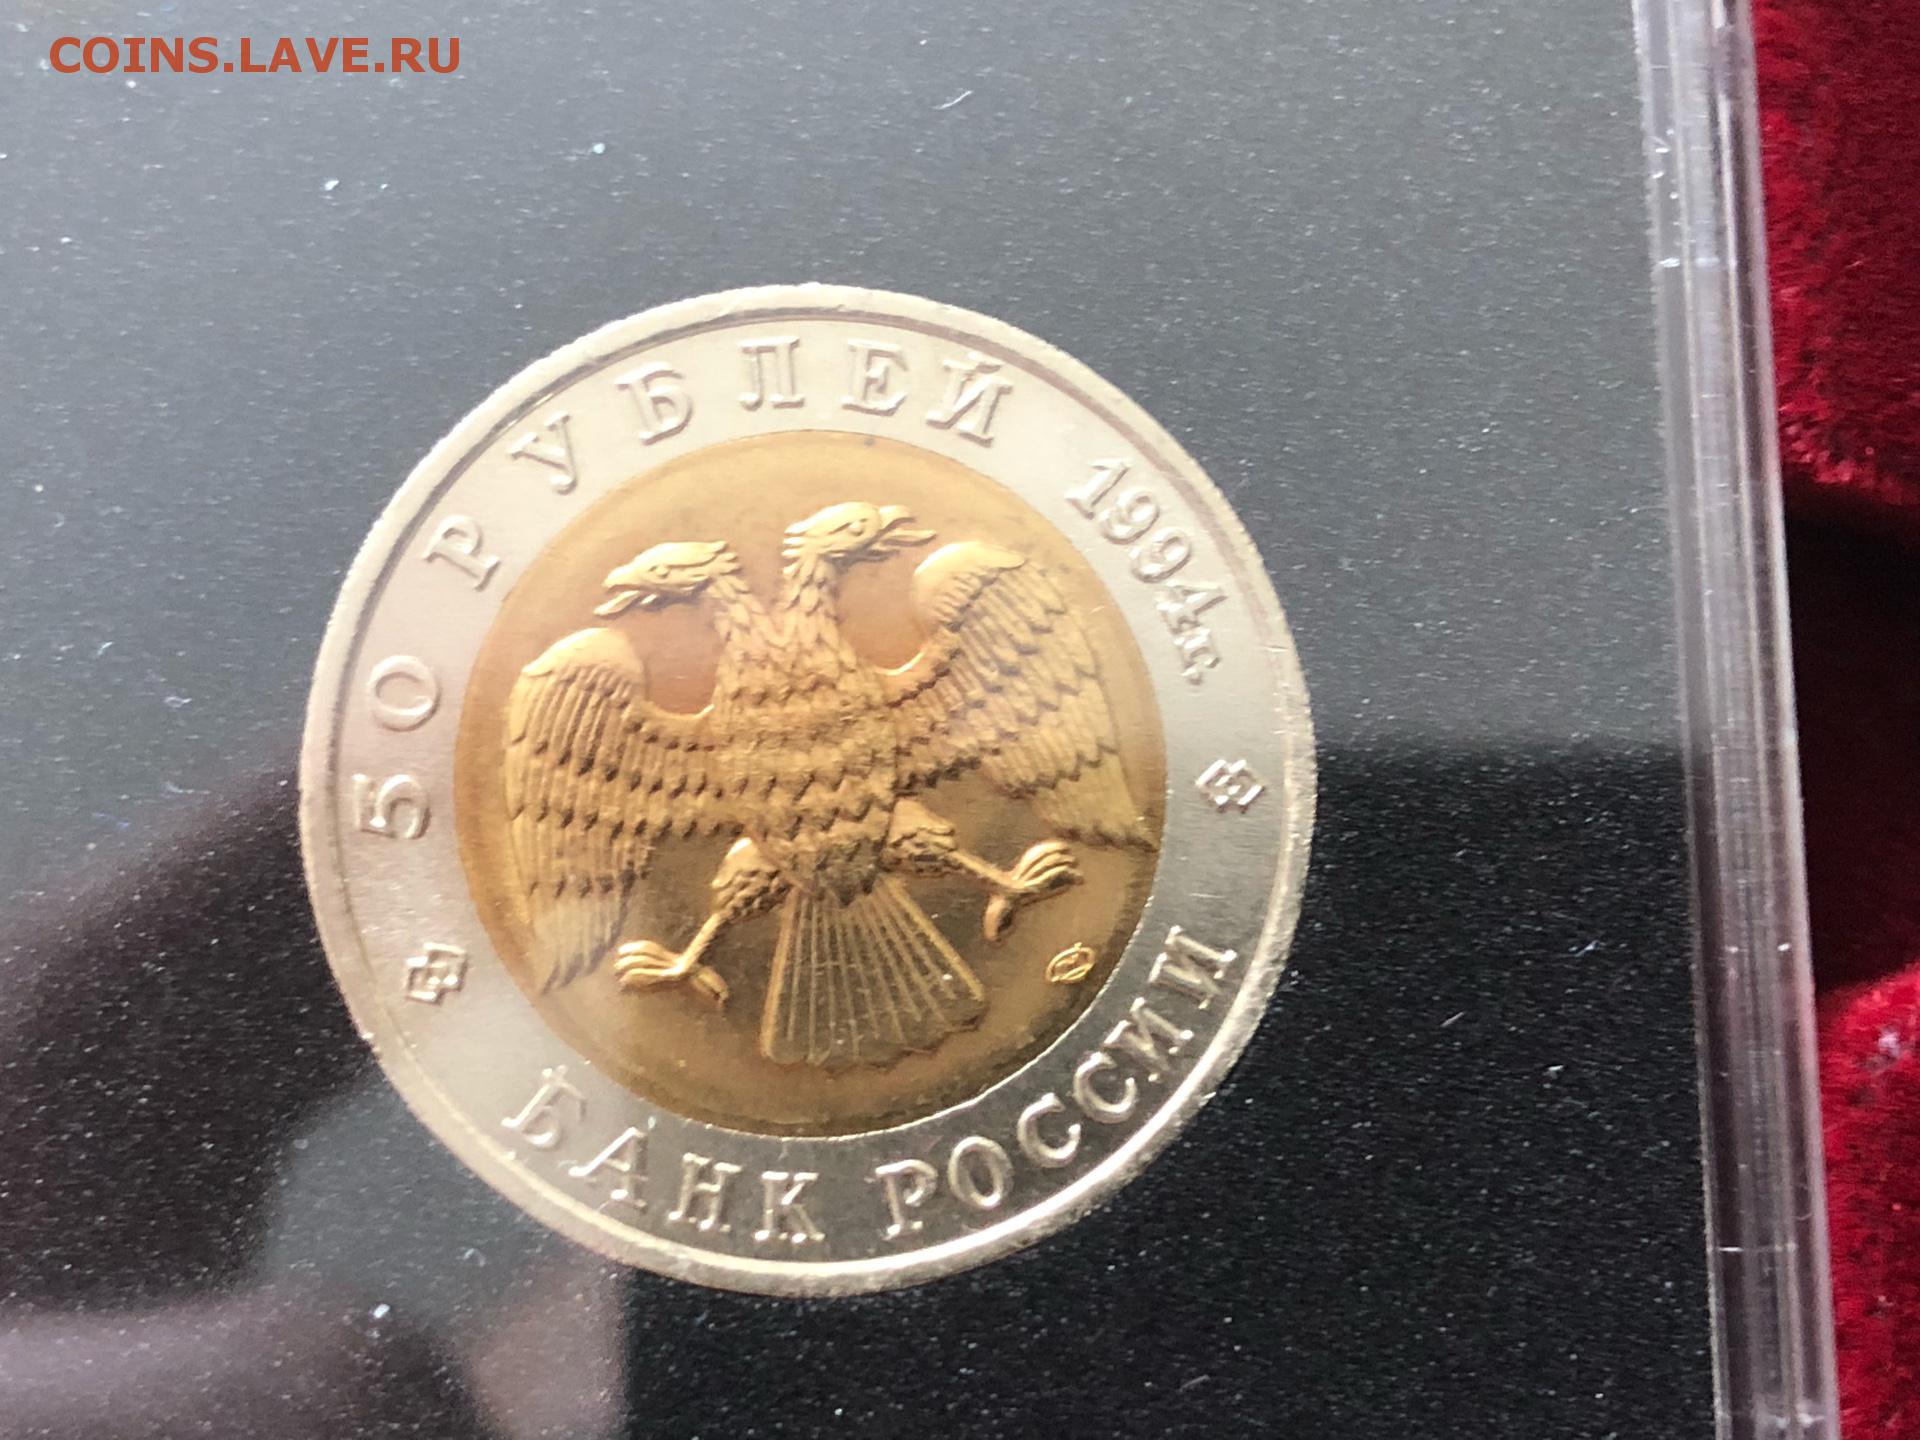 COINS.LAVE.RU
50 РУБЛЕЙ 1994г.
БАНК РОССИИ